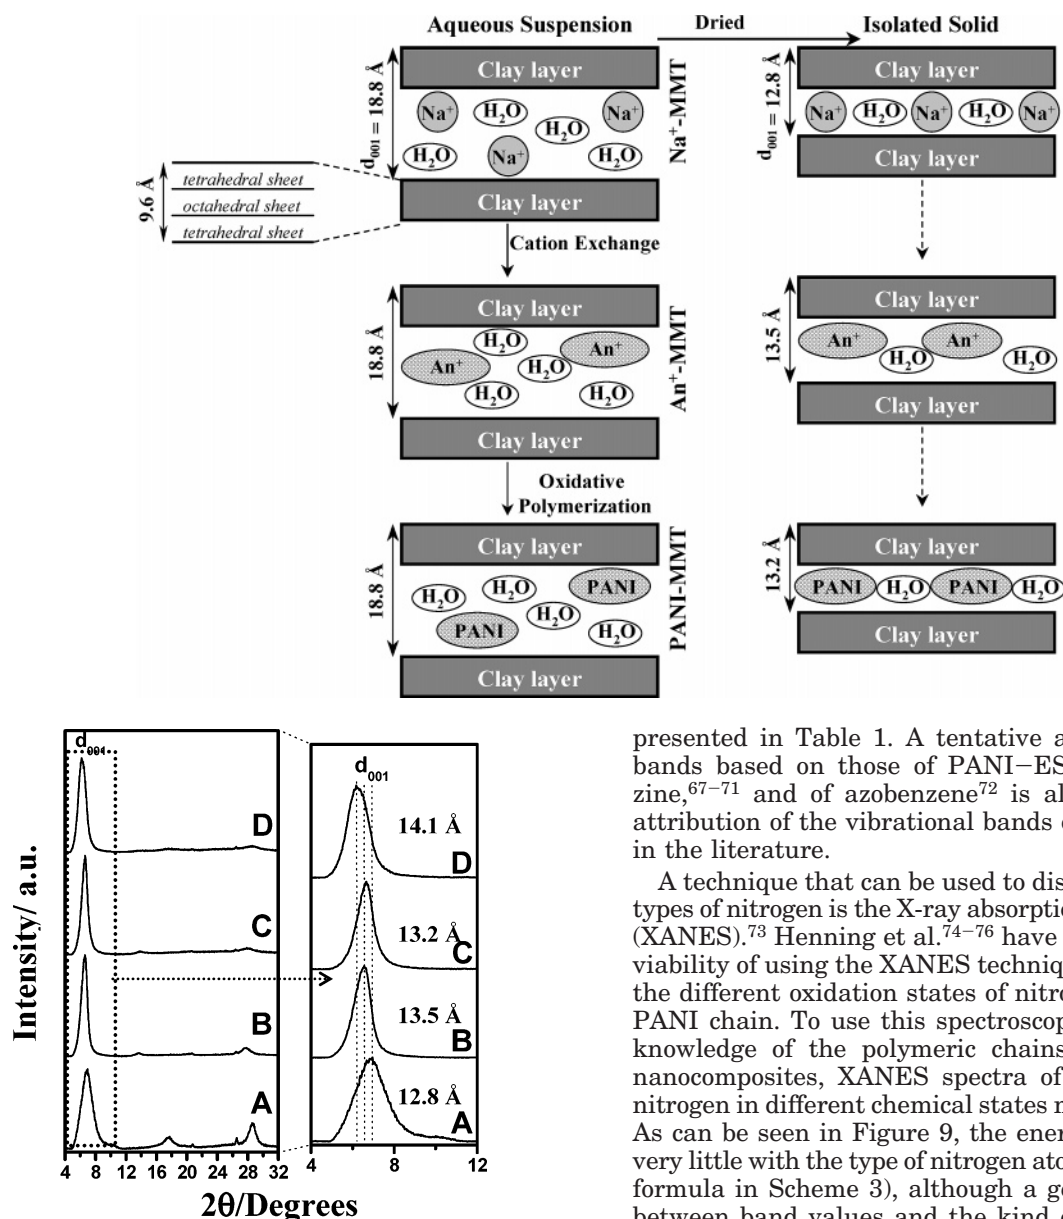 Aqueous Suspension
Dried
Isolated Solid
Clay layer
d001 = 18.8 Å
Na+ H2O Na+
H2O
H2O Na+ H2O
Clay layer
Na+-MMT
9.6 Å
tetrahedral sheet
octahedral sheet
tetrahedral sheet
Clay layer
d001 = 12.8 Å
Na+ H2O Na+ H2O Na+
Clay layer
Cation Exchange
Clay layer
18.8 Å
H2O
An+
An+ H2O
H2O H2O
Clay layer
An+-MMT
Clay layer
13.5 Å
An+ An+
H2O H2O
Clay layer
Oxidative
Polymerization
Clay layer
18.8 Å
H2O H2O PANI
H2O
PANI H2O
Clay layer
PANI-MMT
Clay layer
13.2 Å
PANI H2O PANI H2O
Clay layer
Intensity/ a.u.
d001
D
C
B
A
4 8 12 16 20 24 28 32
d001
14.1 Å
D
13.2 Å
C
13.5 Å
B
12.8 Å
A
4 8 12
2θ/Degrees
presented in Table 1. A tentative a
bands based on those of PANI−ES
zine,67−71 and of azobenzene72 is al
attribution of the vibrational bands
in the literature.
A technique that can be used to dis
types of nitrogen is the X-ray absorptio
(XANES).73 Henning et al.74−76 have
viability of using the XANES techniq
the different oxidation states of nitro
PANI chain. To use this spectroscop
knowledge of the polymeric chains
nanocomposites, XANES spectra of
nitrogen in different chemical states n
As can be seen in Figure 9, the ener
very little with the type of nitrogen ato
formula in Scheme 3), although a g
between band values and the kind